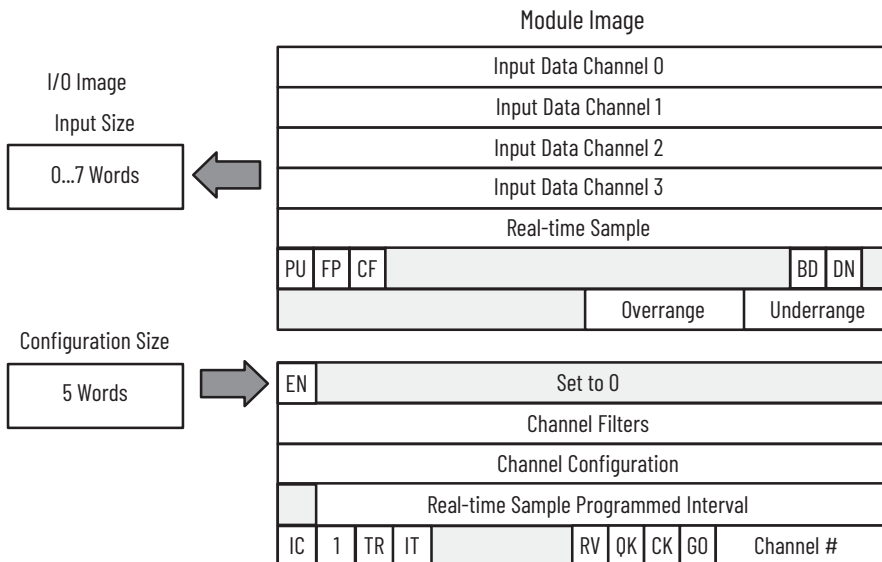 Module Image
I/O Image
Input Size
0...7 Words
Input Data Channel 0
Input Data Channel 1
Input Data Channel 2
Input Data Channel 3
Real-time Sample
PU FP CF BD DN
Overrange Underrange
Configuration Size
5 Words
EN Set to 0
Channel Filters
Channel Configuration
Real-time Sample Programmed Interval
IC 1 TR IT RV QK CK GO Channel #